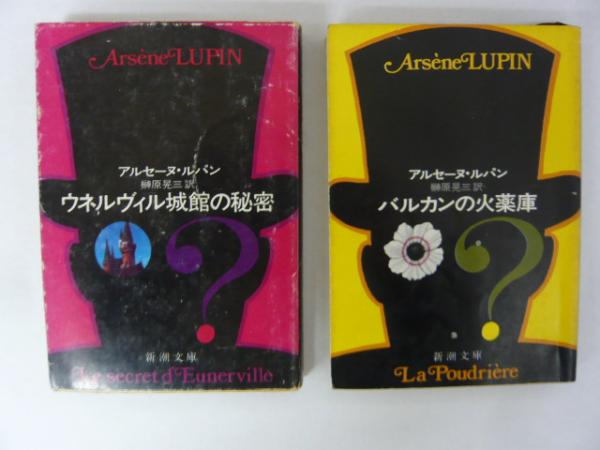 Arsène LUPIN
アルセーヌ・ルパン
榊原晃三 訳
ウネルヴィル城館の秘密
?
新潮文庫
Le secret d'Eunerville
Arsène LUPIN
アルセーヌ・ルパン
榊原晃三 訳
バルカンの火薬庫
?
新潮文庫
La Poudrière